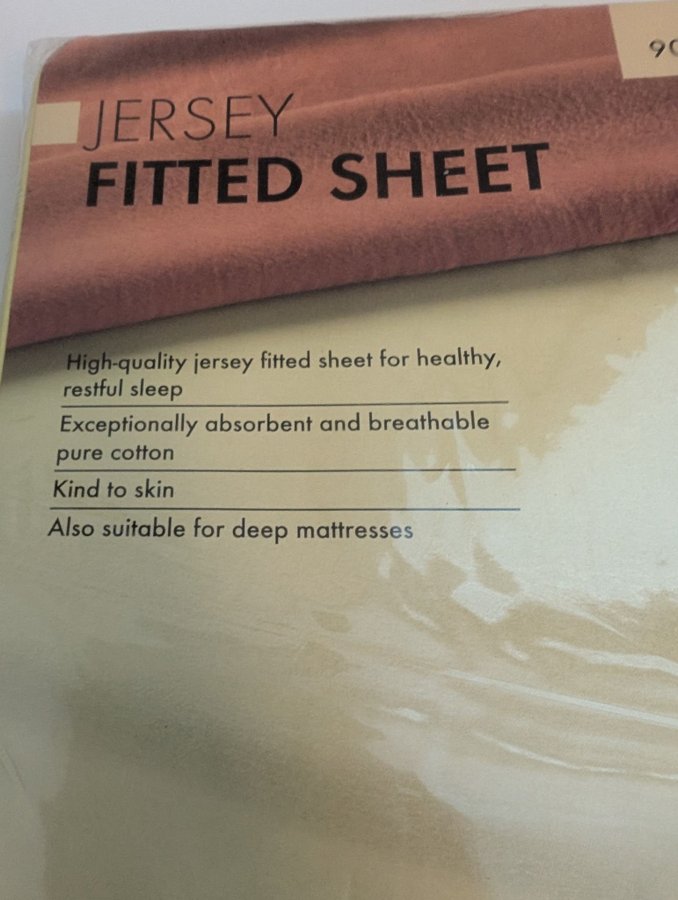 JERSEY
FITTED SHEET
High-quality jersey fitted sheet for healthy,
restful sleep
Exceptionally absorbent and breathable
pure cotton
Kind to skin
Also suitable for deep mattresses